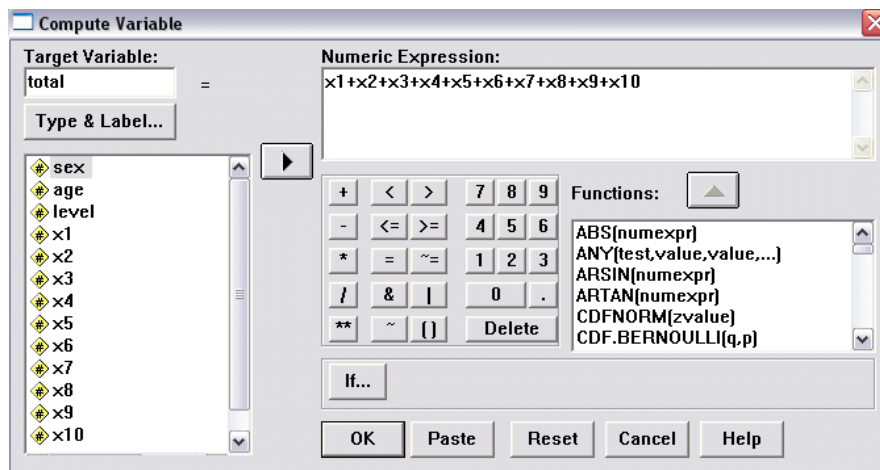 Compute Variable
Target Variable:
total
=
Type & Label...
sex
age
level
x1
x2
x3
x4
x5
x6
x7
x8
x9
x10
Numeric Expression:
x1+x2+x3+x4+x5+x6+x7+x8+x9+x10
+ < > 7 8 9
- <= >= 4 5 6
* = ~= 1 2 3
/ & | 0 .
** ~ () Delete
Functions:
ABS(numexpr)
ANY(test,value,value,...)
ARSIN(numexpr)
ARTAN(numexpr)
CDFNORM(zvalue)
CDF.BERNOULLI(q,p)
If...
OK Paste Reset Cancel Help